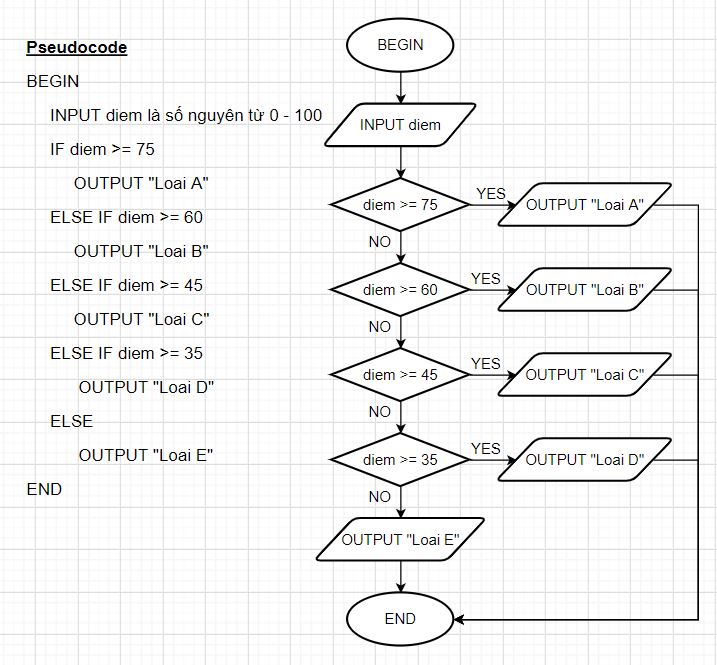 Pseudocode
BEGIN
INPUT diem là số nguyên từ 0 - 100
IF diem >= 75
OUTPUT "Loai A"
ELSE IF diem >= 60
OUTPUT "Loai B"
ELSE IF diem >= 45
OUTPUT "Loai C"
ELSE IF diem >= 35
OUTPUT "Loai D"
ELSE
OUTPUT "Loai E"
END
BEGIN
INPUT diem
diem >= 75
YES
OUTPUT "Loai A"
NO
diem >= 60
YES
OUTPUT "Loai B"
NO
diem >= 45
YES
OUTPUT "Loai C"
NO
diem >= 35
YES
OUTPUT "Loai D"
NO
OUTPUT "Loai E"
END